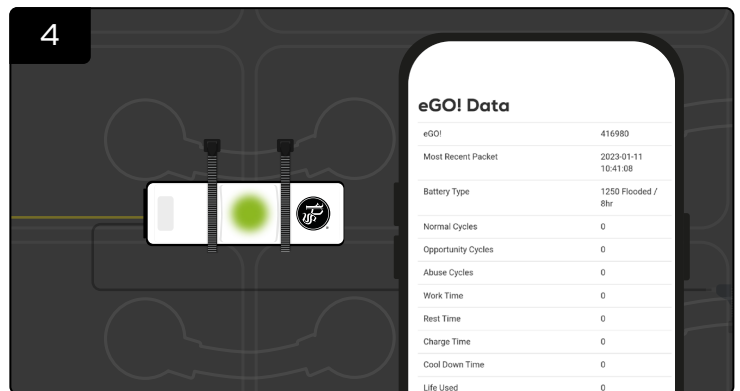 4
eGO! Data
eGO! 416980
Most Recent Packet 2023-01-11
10:41:08
Battery Type 1250 Flooded /
8hr
Normal Cycles 0
Opportunity Cycles 0
Abuse Cycles 0
Work Time 0
Rest Time 0
Charge Time 0
Cool Down Time 0
Life Used 0